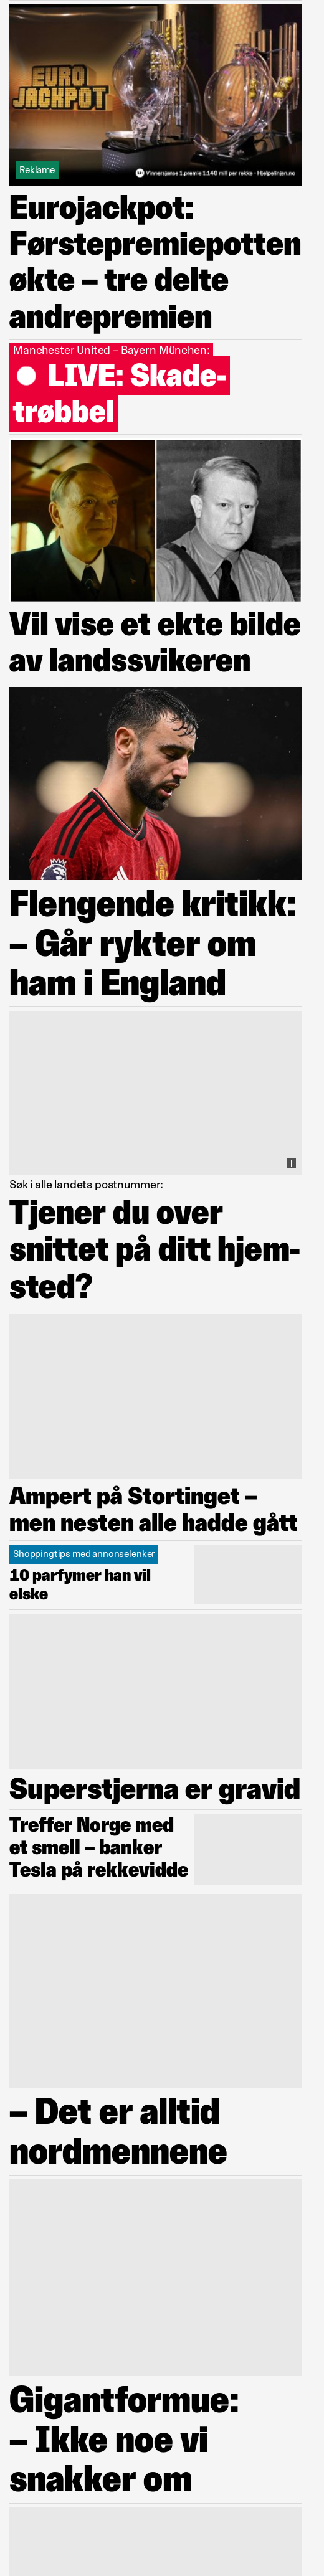 EURO
JACKPOT
Reklame
Vinnersjanse 1.premie 1:140 mill per rekke - Hjelpelinjen.no
Eurojackpot:
Førstepremiepotten
økte – tre delte
andrepremien
Manchester United – Bayern München:
LIVE: Skade-
trøbbel
Vil vise et ekte bilde
av landssvikeren
Flengende kritikk:
– Går rykter om
ham i England
Søk i alle landets postnummer:
Tjener du over
snittet på ditt hjem-
sted?
Ampert på Stortinget –
men nesten alle hadde gått
Shoppingtips med annonselenker
10 parfymer han vil
elske
Superstjerna er gravid
Treffer Norge med
et smell – banker
Tesla på rekkevidde
– Det er alltid
nordmennene
Gigantformue:
– Ikke noe vi
snakker om